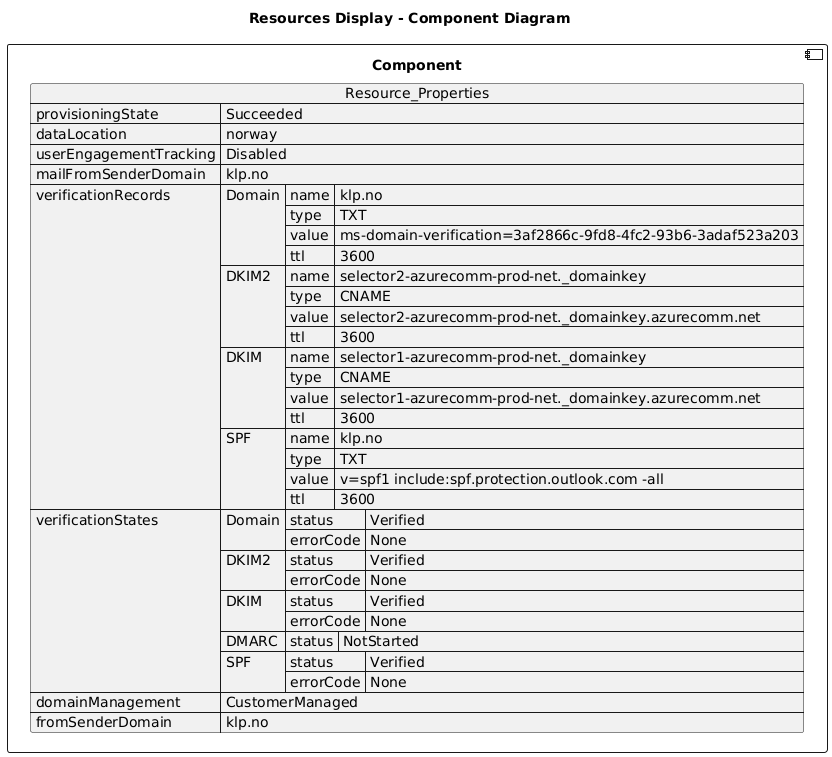 Resources Display - Component Diagram
Component
Resource_Properties
provisioningState Succeeded
dataLocation norway
userEngagementTracking Disabled
mailFromSenderDomain klp.no
verificationRecords Domain name klp.no
type TXT
value ms-domain-verification=3af2866c-9fd8-4fc2-93b6-3adaf523a203
ttl 3600
DKIM2 name selector2-azurecomm-prod-net._domainkey
type CNAME
value selector2-azurecomm-prod-net._domainkey.azurecomm.net
ttl 3600
DKIM name selector1-azurecomm-prod-net._domainkey
type CNAME
value selector1-azurecomm-prod-net._domainkey.azurecomm.net
ttl 3600
SPF name klp.no
type TXT
value v=spf1 include:spf.protection.outlook.com -all
ttl 3600
verificationStates Domain status Verified
errorCode None
DKIM2 status Verified
errorCode None
DKIM status Verified
errorCode None
DMARC status NotStarted
SPF status Verified
errorCode None
domainManagement CustomerManaged
fromSenderDomain klp.no